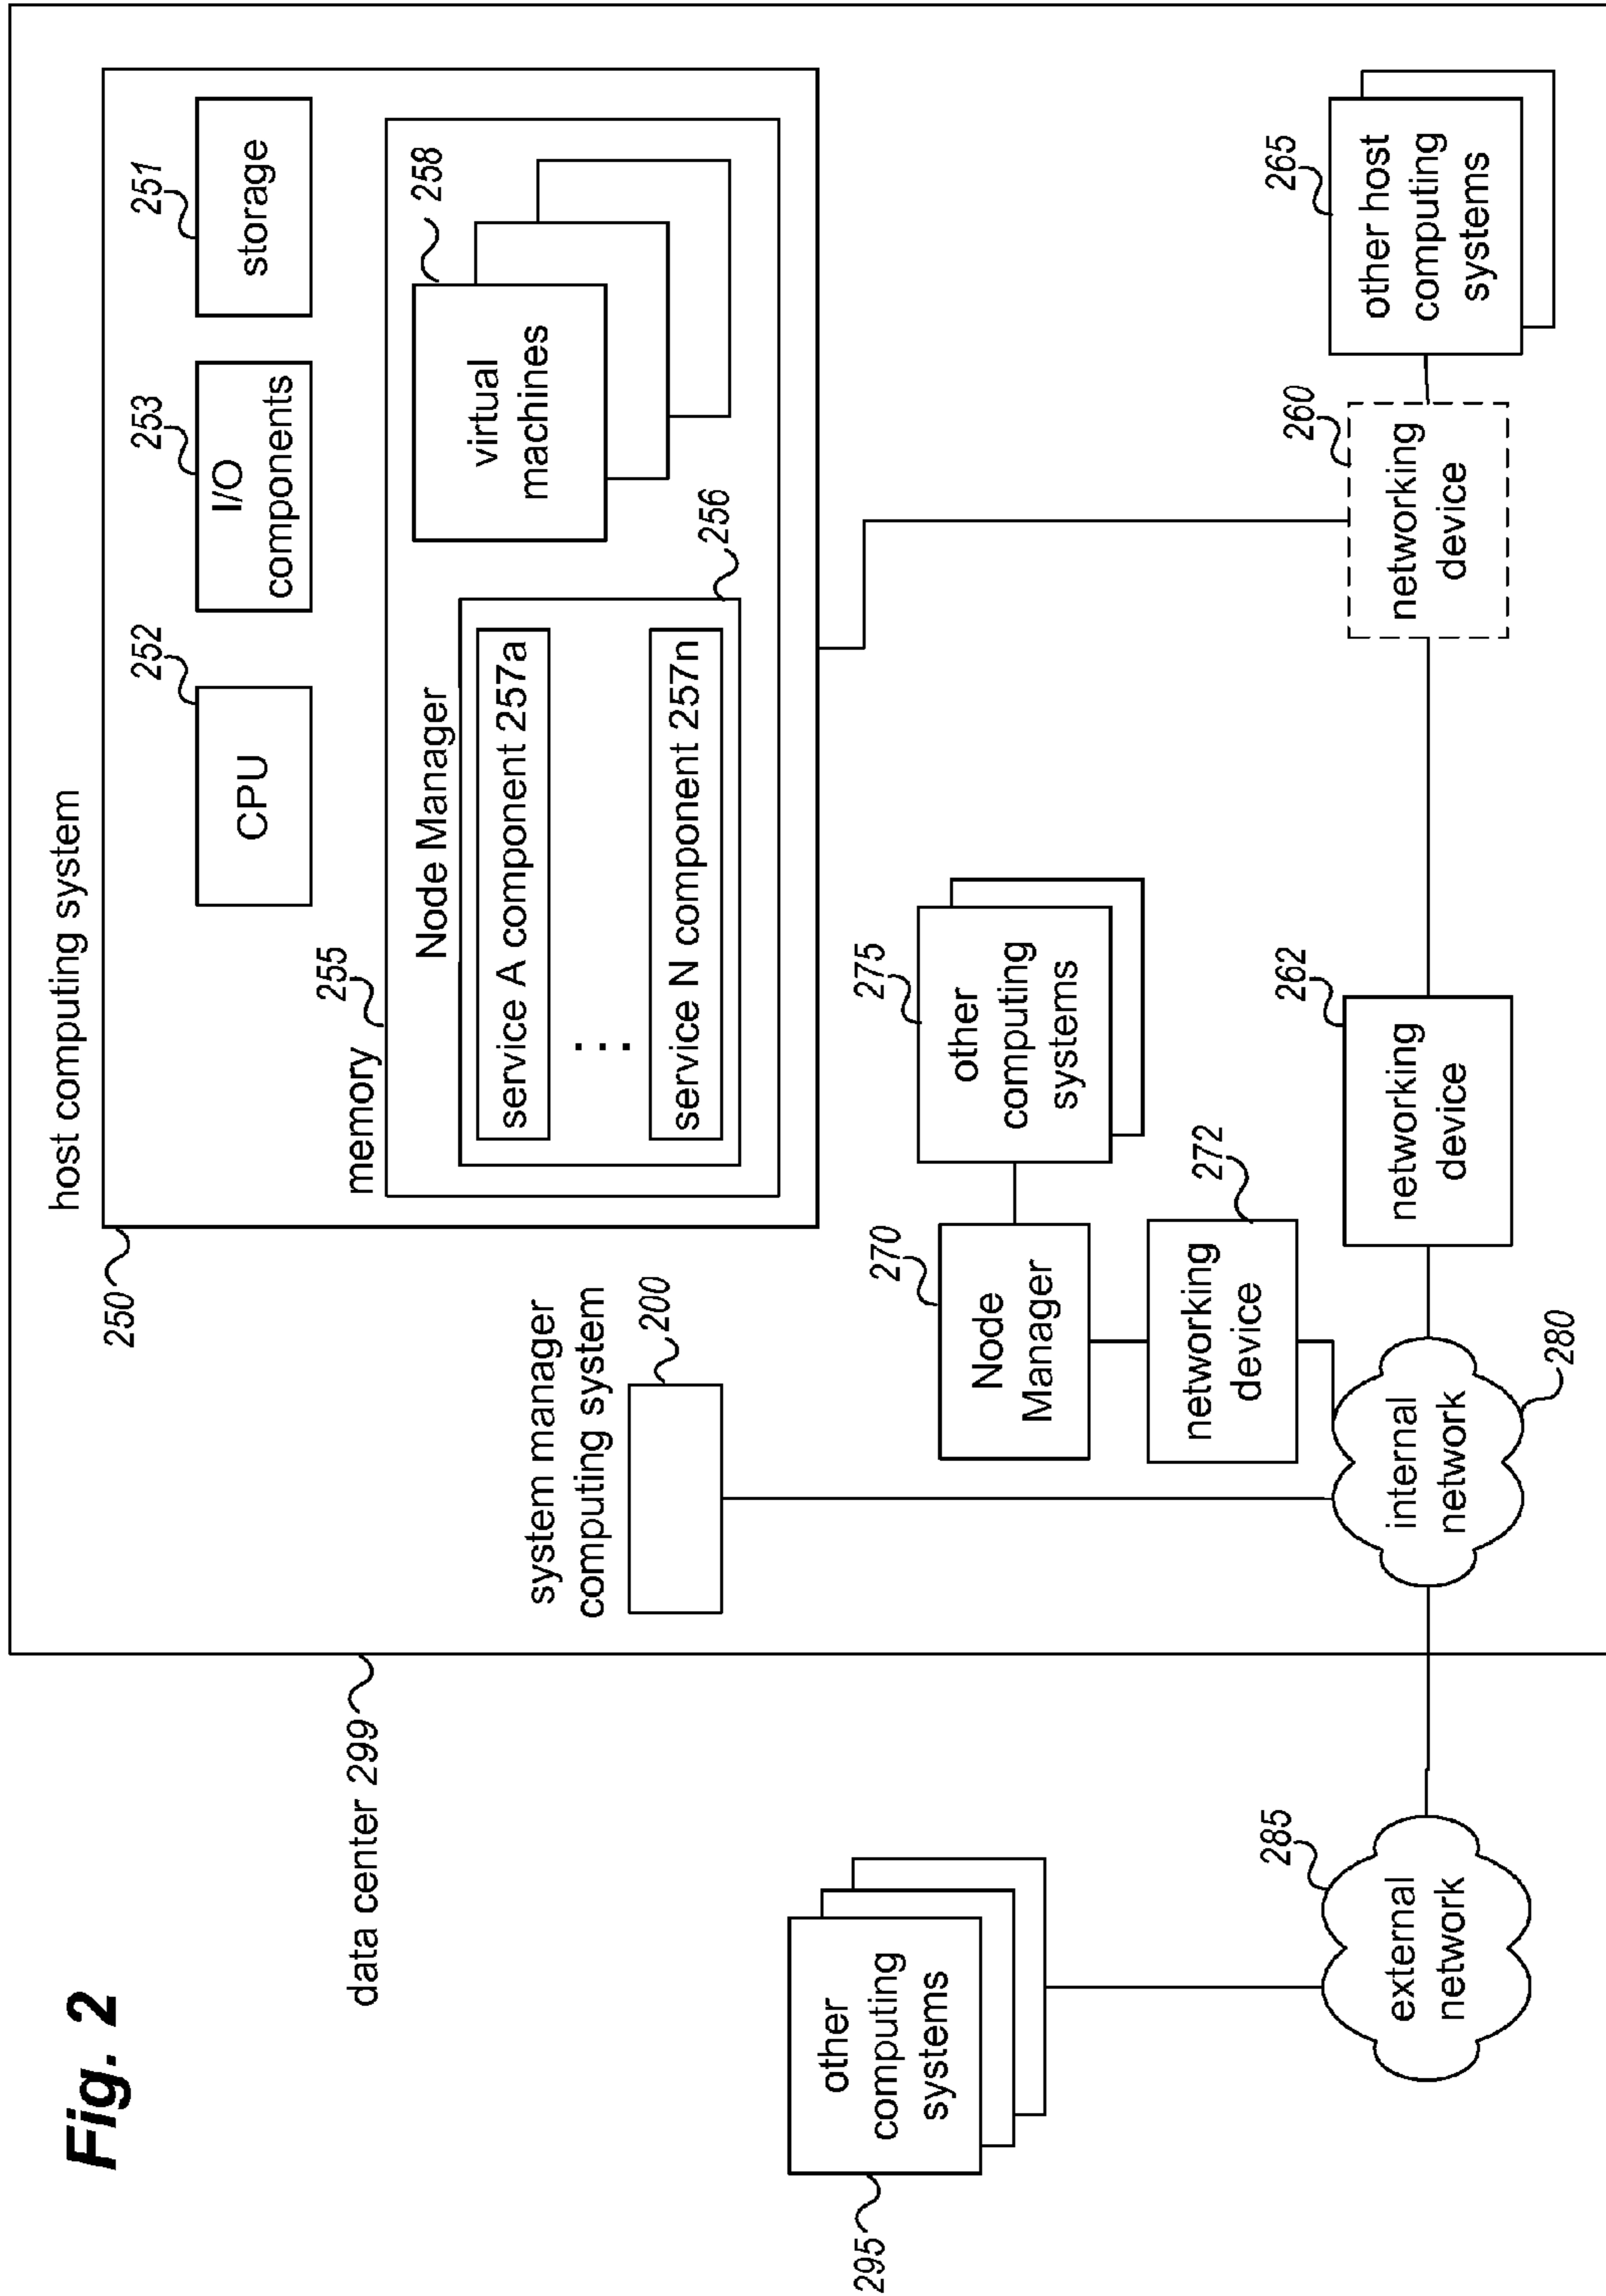 Fig. 2
data center 299
host computing system
250
CPU
252
I/O
components
253
storage
251
memory
255
Node Manager
service A component 257a
...
service N component 257n
256
virtual
machines
258
system manager
computing system
200
other
computing
systems
295
Node
Manager
270
other
computing
systems
275
networking
device
272
external
network
285
internal
network
280
networking
device
262
networking
device
260
other host
computing
systems
265